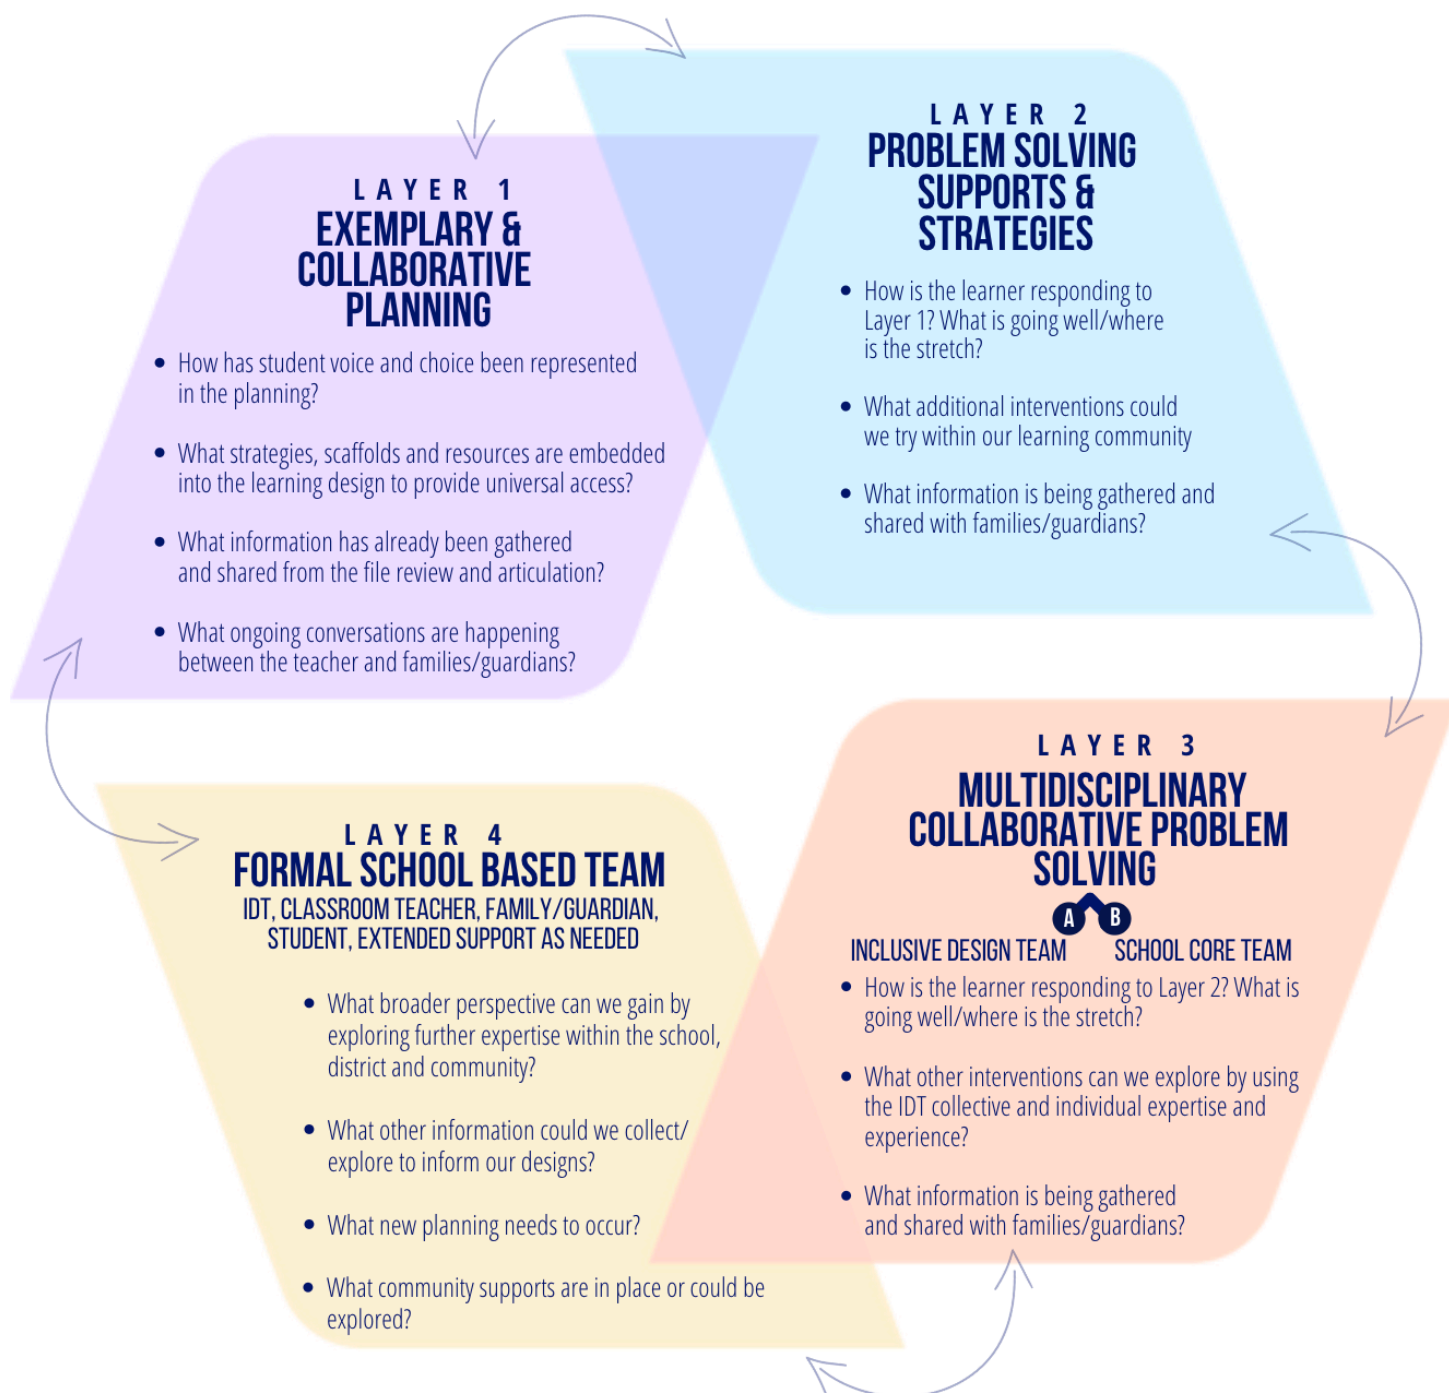 LAYER 1
EXEMPLARY &
COLLABORATIVE
PLANNING
• How has student voice and choice been represented
in the planning?
• What strategies, scaffolds and resources are embedded
into the learning design to provide universal access?
• What information has already been gathered
and shared from the file review and articulation?
• What ongoing conversations are happening
between the teacher and families/guardians?
LAYER 2
PROBLEM SOLVING
SUPPORTS &
STRATEGIES
• How is the learner responding to
Layer 1? What is going well/where
is the stretch?
• What additional interventions could
we try within our learning community
• What information is being gathered and
shared with families/guardians?
LAYER 3
MULTIDISCIPLINARY
COLLABORATIVE PROBLEM
SOLVING
A B
INCLUSIVE DESIGN TEAM SCHOOL CORE TEAM
• How is the learner responding to Layer 2? What is
going well/where is the stretch?
• What other interventions can we explore by using
the IDT collective and individual expertise and
experience?
• What information is being gathered
and shared with families/guardians?
LAYER 4
FORMAL SCHOOL BASED TEAM
IDT, CLASSROOM TEACHER, FAMILY/GUARDIAN,
STUDENT, EXTENDED SUPPORT AS NEEDED
• What broader perspective can we gain by
exploring further expertise within the school,
district and community?
• What other information could we collect/
explore to inform our designs?
• What new planning needs to occur?
• What community supports are in place or could be
explored?